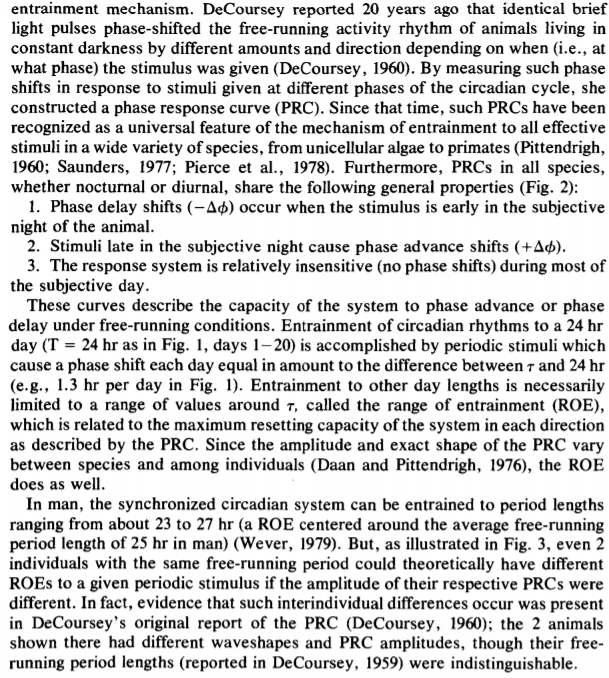 entrainment mechanism. DeCoursey reported 20 years ago that identical brief
light pulses phase-shifted the free-running activity rhythm of animals living in
constant darkness by different amounts and direction depending on when (i.e., at
what phase) the stimulus was given (DeCoursey, 1960). By measuring such phase
shifts in response to stimuli given at different phases of the circadian cycle, she
constructed a phase response curve (PRC). Since that time, such PRCs have been
recognized as a universal feature of the mechanism of entrainment to all effective
stimuli in a wide variety of species, from unicellular algae to primates (Pittendrigh,
1960; Saunders, 1977; Pierce et al., 1978). Furthermore, PRCs in all species,
whether nocturnal or diurnal, share the following general properties (Fig. 2):
1. Phase delay shifts (−Δϕ) occur when the stimulus is early in the subjective
night of the animal.
2. Stimuli late in the subjective night cause phase advance shifts (+Δϕ).
3. The response system is relatively insensitive (no phase shifts) during most of
the subjective day.
These curves describe the capacity of the system to phase advance or phase
delay under free-running conditions. Entrainment of circadian rhythms to a 24 hr
day (T = 24 hr as in Fig. 1, days 1–20) is accomplished by periodic stimuli which
cause a phase shift each day equal in amount to the difference between τ and 24 hr
(e.g., 1.3 hr per day in Fig. 1). Entrainment to other day lengths is necessarily
limited to a range of values around τ, called the range of entrainment (ROE),
which is related to the maximum resetting capacity of the system in each direction
as described by the PRC. Since the amplitude and exact shape of the PRC vary
between species and among individuals (Daan and Pittendrigh, 1976), the ROE
does as well.
In man, the synchronized circadian system can be entrained to period lengths
ranging from about 23 to 27 hr (a ROE centered around the average free-running
period length of 25 hr in man) (Wever, 1979). But, as illustrated in Fig. 3, even 2
individuals with the same free-running period could theoretically have different
ROEs to a given periodic stimulus if the amplitude of their respective PRCs were
different. In fact, evidence that such interindividual differences occur was present
in DeCoursey's original report of the PRC (DeCoursey, 1960); the 2 animals
shown there had different waveshapes and PRC amplitudes, though their free-
running period lengths (reported in DeCoursey, 1959) were indistinguishable.